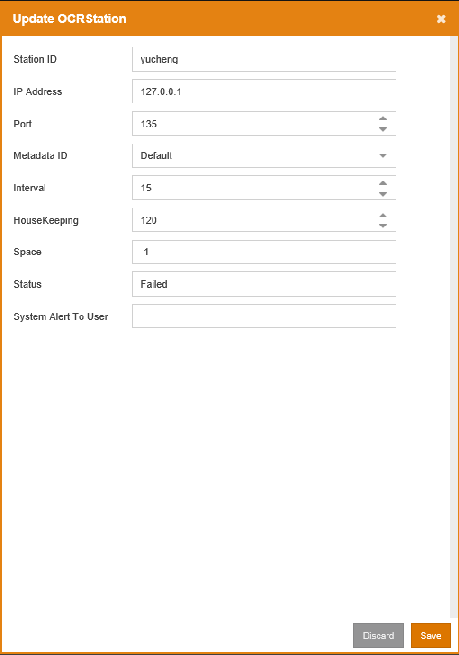 Update OCRStation
Station ID yucheng
IP Address 127.0.0.1
Port 135
Metadata ID Default
Interval 15
HouseKeeping 120
Space -1
Status Failed
System Alert To User
Discard Save